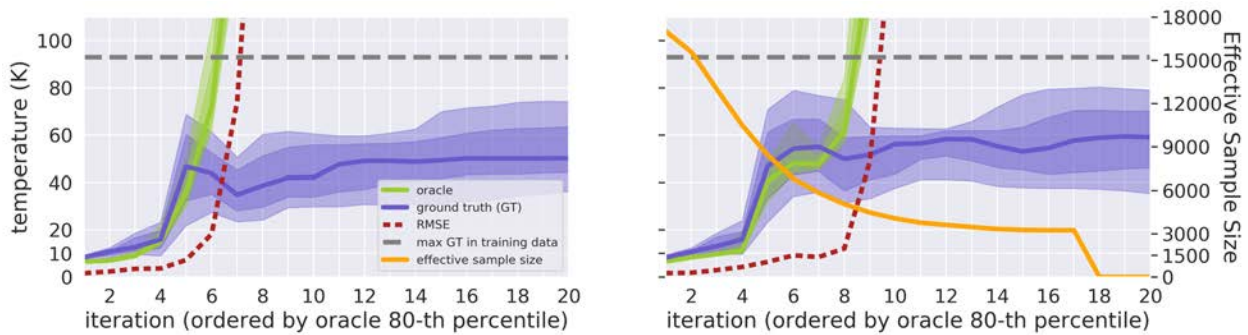 temperature (K)
100
80
60
40
20
10
0
oracle
ground truth (GT)
RMSE
max GT in training data
effective sample size
2 4 6 8 10 12 14 16 18 20
iteration (ordered by oracle 80-th percentile)
18000
15000
12000
9000
6000
3000
1500
0
Effective Sample Size
2 4 6 8 10 12 14 16 18 20
iteration (ordered by oracle 80-th percentile)